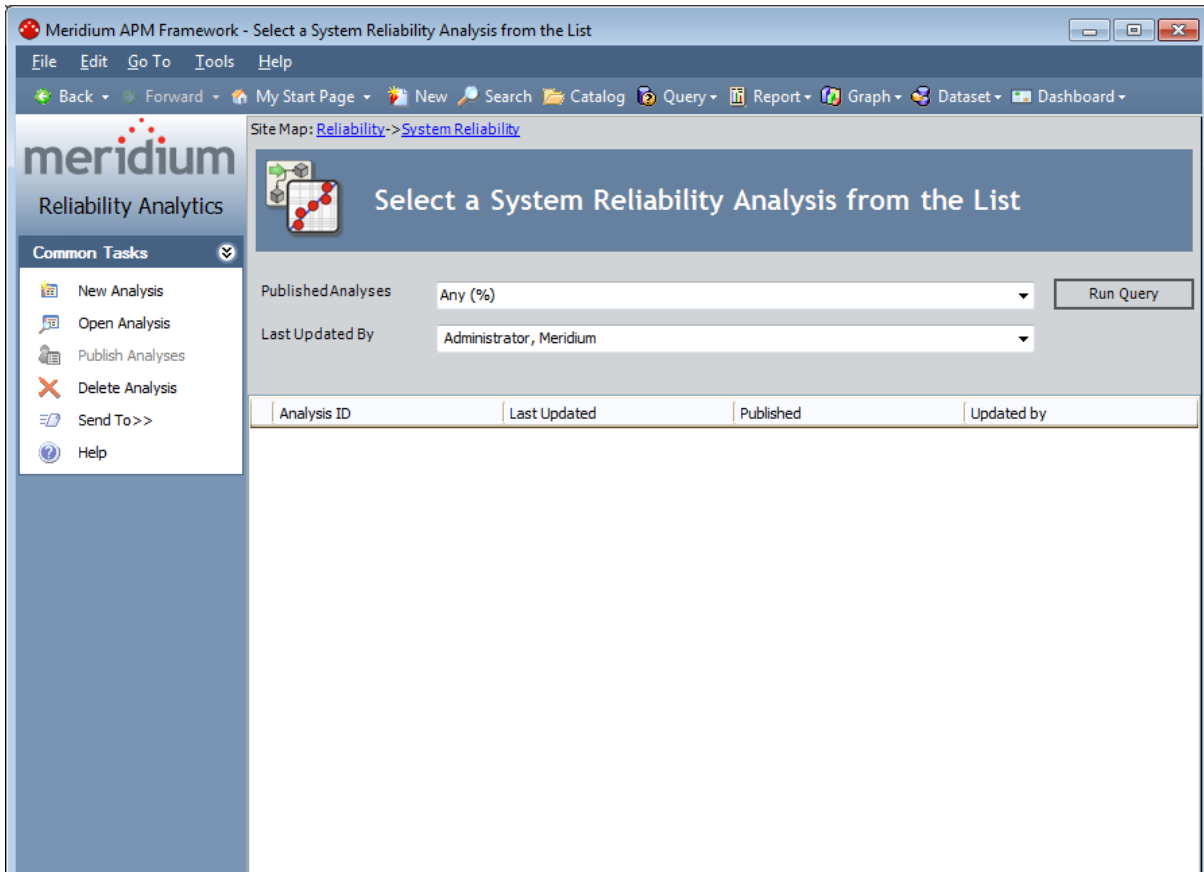 Meridium APM Framework - Select a System Reliability Analysis from the List
File Edit Go To Tools Help
Back Forward My Start Page New Search Catalog Query Report Graph Dataset Dashboard
meridium
Reliability Analytics
Common Tasks
New Analysis
Open Analysis
Publish Analyses
Delete Analysis
Send To>>
Help
Site Map: Reliability->System Reliability
Select a System Reliability Analysis from the List
Published Analyses Any (%) Run Query
Last Updated By Administrator, Meridium
Analysis ID Last Updated Published Updated by